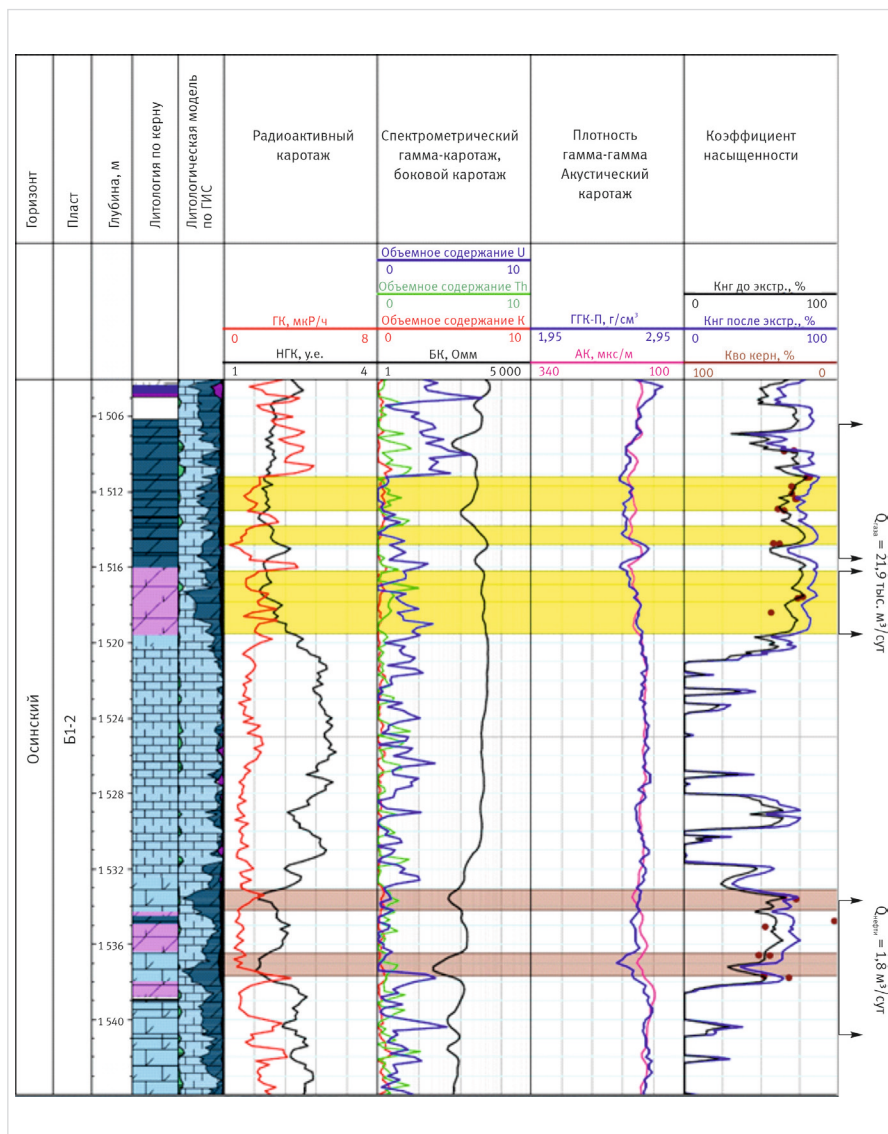 Горизонт
Пласт
Глубина, м
Литология по керну
Литологическая модель
по ГИС
Радиоактивный
каротаж
Спектрометрический
гамма-каротаж,
боковой каротаж
Плотность
гамма-гамма
Акустический
каротаж
Коэффициент
насыщенности
ГК, мкР/ч
0 8
НГК, у.е.
1 4
Объемное содержание U
0 10
Объемное содержание Th
0 10
Объемное содержание K
0 10
БК, Омм
1 5 000
ГГК-П, г/см³
1,95 2,95
АК, мкс/м
340 100
Кнг до экстр., %
0 100
Кнг после экстр., %
0 100
Кво керн, %
100 0
Осинский
Б1-2
1 506
1 512
1 516
1 520
1 524
1 528
1 532
1 536
1 540
Qгаза = 21,9 тыс. м³/сут
Qнефти = 1,8 м³/сут